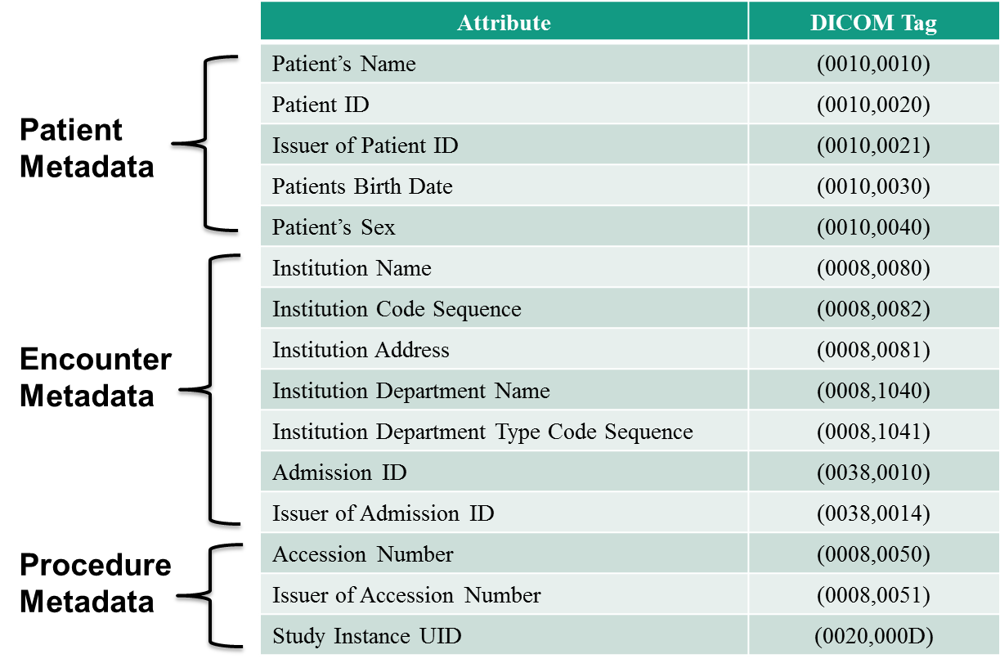 Attribute DICOM Tag
Patient’s Name (0010,0010)
Patient ID (0010,0020)
Issuer of Patient ID (0010,0021)
Patients Birth Date (0010,0030)
Patient’s Sex (0010,0040)
Patient
Metadata
Institution Name (0008,0080)
Institution Code Sequence (0008,0082)
Institution Address (0008,0081)
Institution Department Name (0008,1040)
Institution Department Type Code Sequence (0008,1041)
Admission ID (0038,0010)
Issuer of Admission ID (0038,0014)
Encounter
Metadata
Accession Number (0008,0050)
Issuer of Accession Number (0008,0051)
Study Instance UID (0020,000D)
Procedure
Metadata